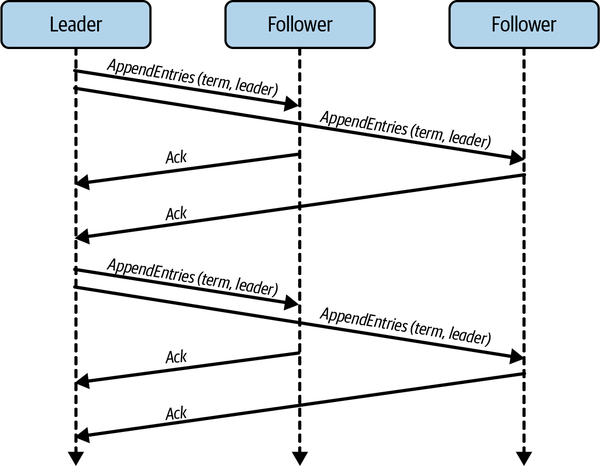 Leader
Follower
Follower
AppendEntries (term, leader)
AppendEntries (term, leader)
Ack
Ack
AppendEntries (term, leader)
AppendEntries (term, leader)
Ack
Ack